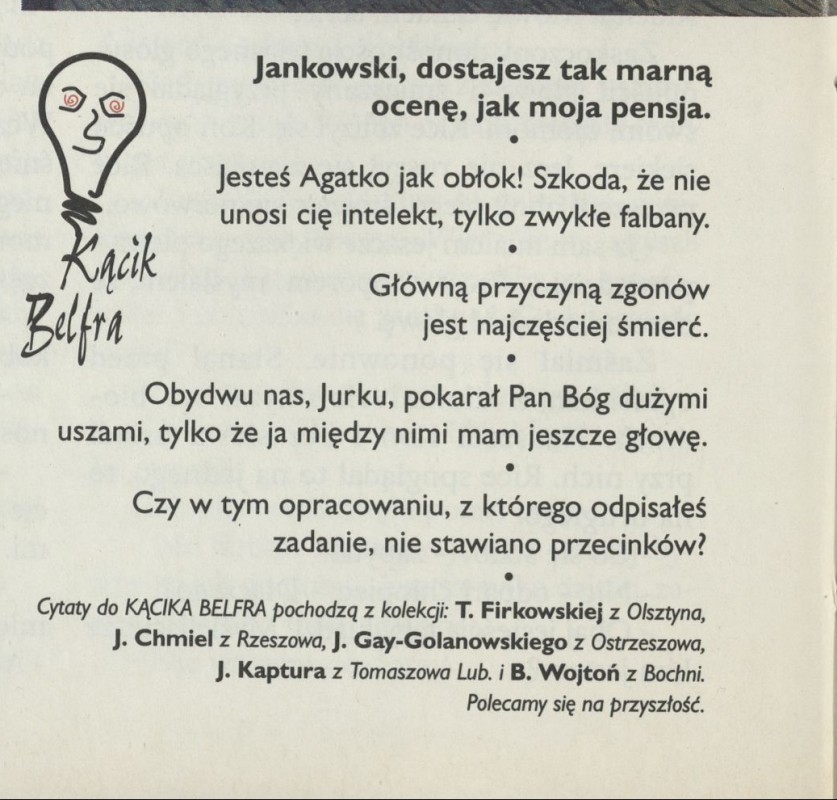 Kącik
Belfra
Jankowski, dostajesz tak marną
ocenę, jak moja pensja.
•
Jesteś Agatko jak obłok! Szkoda, że nie
unosi cię intelekt, tylko zwykłe falbany.
•
Główną przyczyną zgonów
jest najczęściej śmierć.
•
Obydwu nas, Jurku, pokarał Pan Bóg dużymi
uszami, tylko że ja między nimi mam jeszcze głowę.
•
Czy w tym opracowaniu, z którego odpisałeś
zadanie, nie stawiano przecinków?
•
Cytaty do KĄCIKA BELFRA pochodzą z kolekcji: T. Firkowskiej z Olsztyna,
J. Chmiel z Rzeszowa, J. Gay-Golanowskiego z Ostrzeszowa,
J. Kaptura z Tomaszowa Lub. i B. Wojtoń z Bochni.
Polecamy się na przyszłość.